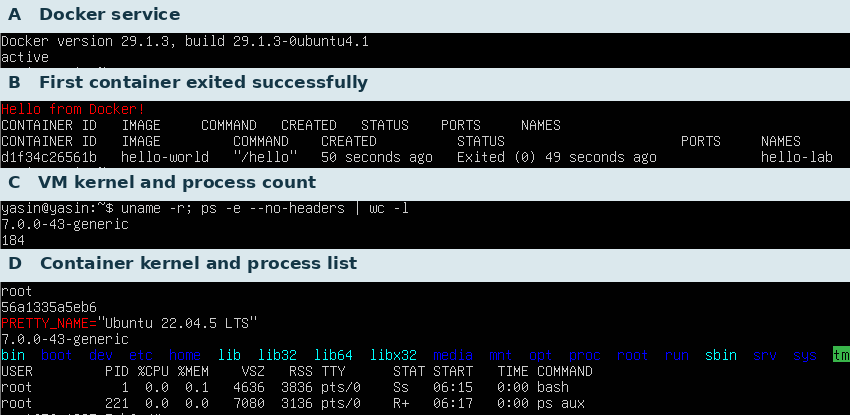 A Docker service
Docker version 29.1.3, build 29.1.3-0ubuntu4.1
active
B First container exited successfully
Hello from Docker!
CONTAINER ID IMAGE COMMAND CREATED STATUS PORTS NAMES
CONTAINER ID IMAGE COMMAND CREATED STATUS PORTS NAMES
d1f34c26561b hello-world "/hello" 50 seconds ago Exited (0) 49 seconds ago hello-lab
C VM kernel and process count
yasin@yasin:~$ uname -r; ps -e --no-headers | wc -l
7.0.0-43-generic
184
D Container kernel and process list
root
56a1335a5eb6
PRETTY_NAME="Ubuntu 22.04.5 LTS"
7.0.0-43-generic
bin boot dev etc home lib lib32 lib64 libx32 media mnt opt proc root run sbin srv sys tm
USER PID %CPU %MEM VSZ RSS TTY STAT START TIME COMMAND
root 1 0.0 0.1 4636 3836 pts/0 Ss 06:15 0:00 bash
root 221 0.0 0.0 7080 3136 pts/0 R+ 06:17 0:00 ps aux